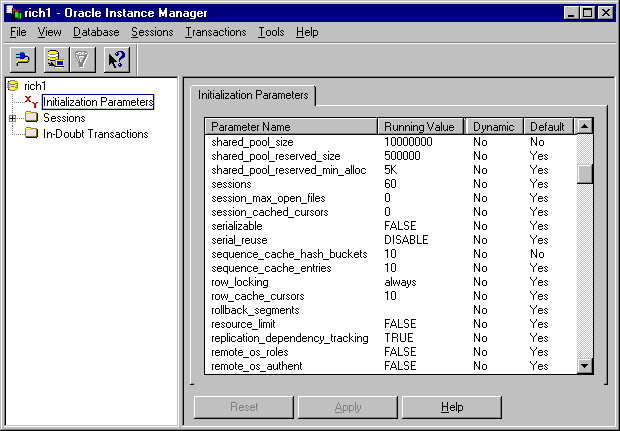 rich1 - Oracle Instance Manager
File View Database Sessions Transactions Tools Help
rich1
Initialization Parameters
Sessions
In-Doubt Transactions
Initialization Parameters
Parameter Name Running Value Dynamic Default
shared_pool_size 10000000 No No
shared_pool_reserved_size 500000 No Yes
shared_pool_reserved_min_alloc 5K No Yes
sessions 60 No Yes
session_max_open_files 0 No Yes
session_cached_cursors 0 No Yes
serializable FALSE No Yes
serial_reuse DISABLE No Yes
sequence_cache_hash_buckets 10 No No
sequence_cache_entries 10 No Yes
row_locking always No Yes
row_cache_cursors 10 No Yes
rollback_segments No Yes
resource_limit FALSE No Yes
replication_dependency_tracking TRUE No Yes
remote_os_roles FALSE No Yes
remote_os_authent FALSE No Yes
Reset Apply Help